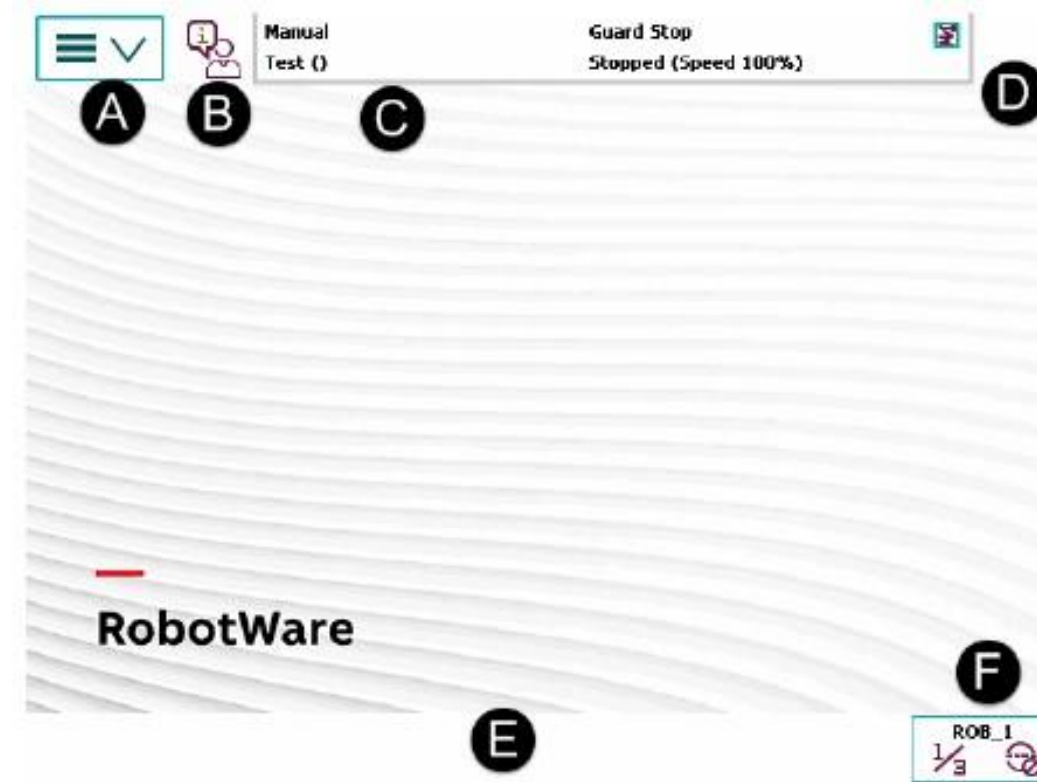 Manual
Guard Stop
Test ()
Stopped (Speed 100%)
A
B
C
D
RobotWare
E
F
ROB_1
1/3